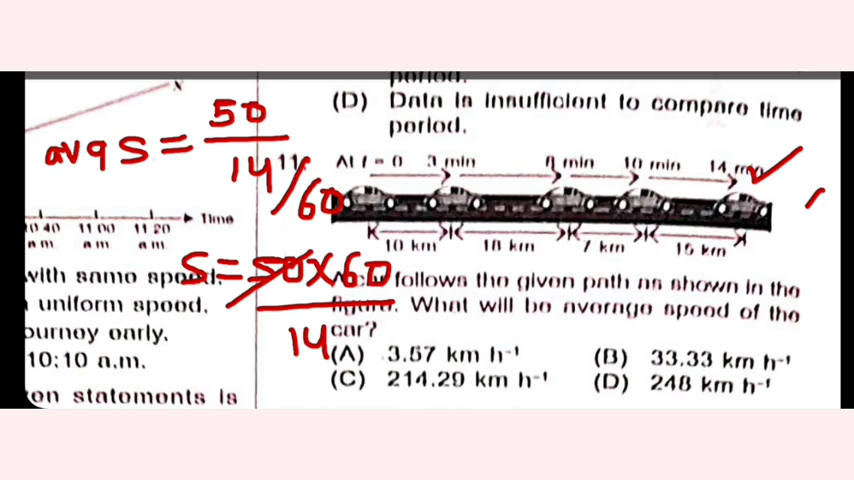 period.
(D) Data is insufficient to compare time
period.
x
avg S = 50
14/60
11. At t = 0 3 min 8 min 10 min 14 min
10 km 18 km 7 km 15 km
10 40 11 00 11 20 Time
a m a m a m
S = 50 X 60
14
with same speed.
uniform speed.
ourney early.
10:10 a.m.
on statements is
A car follows the given path as shown in the
figure. What will be average speed of the
car?
(A) 3.57 km h⁻¹ (B) 33.33 km h⁻¹
(C) 214.29 km h⁻¹ (D) 248 km h⁻¹